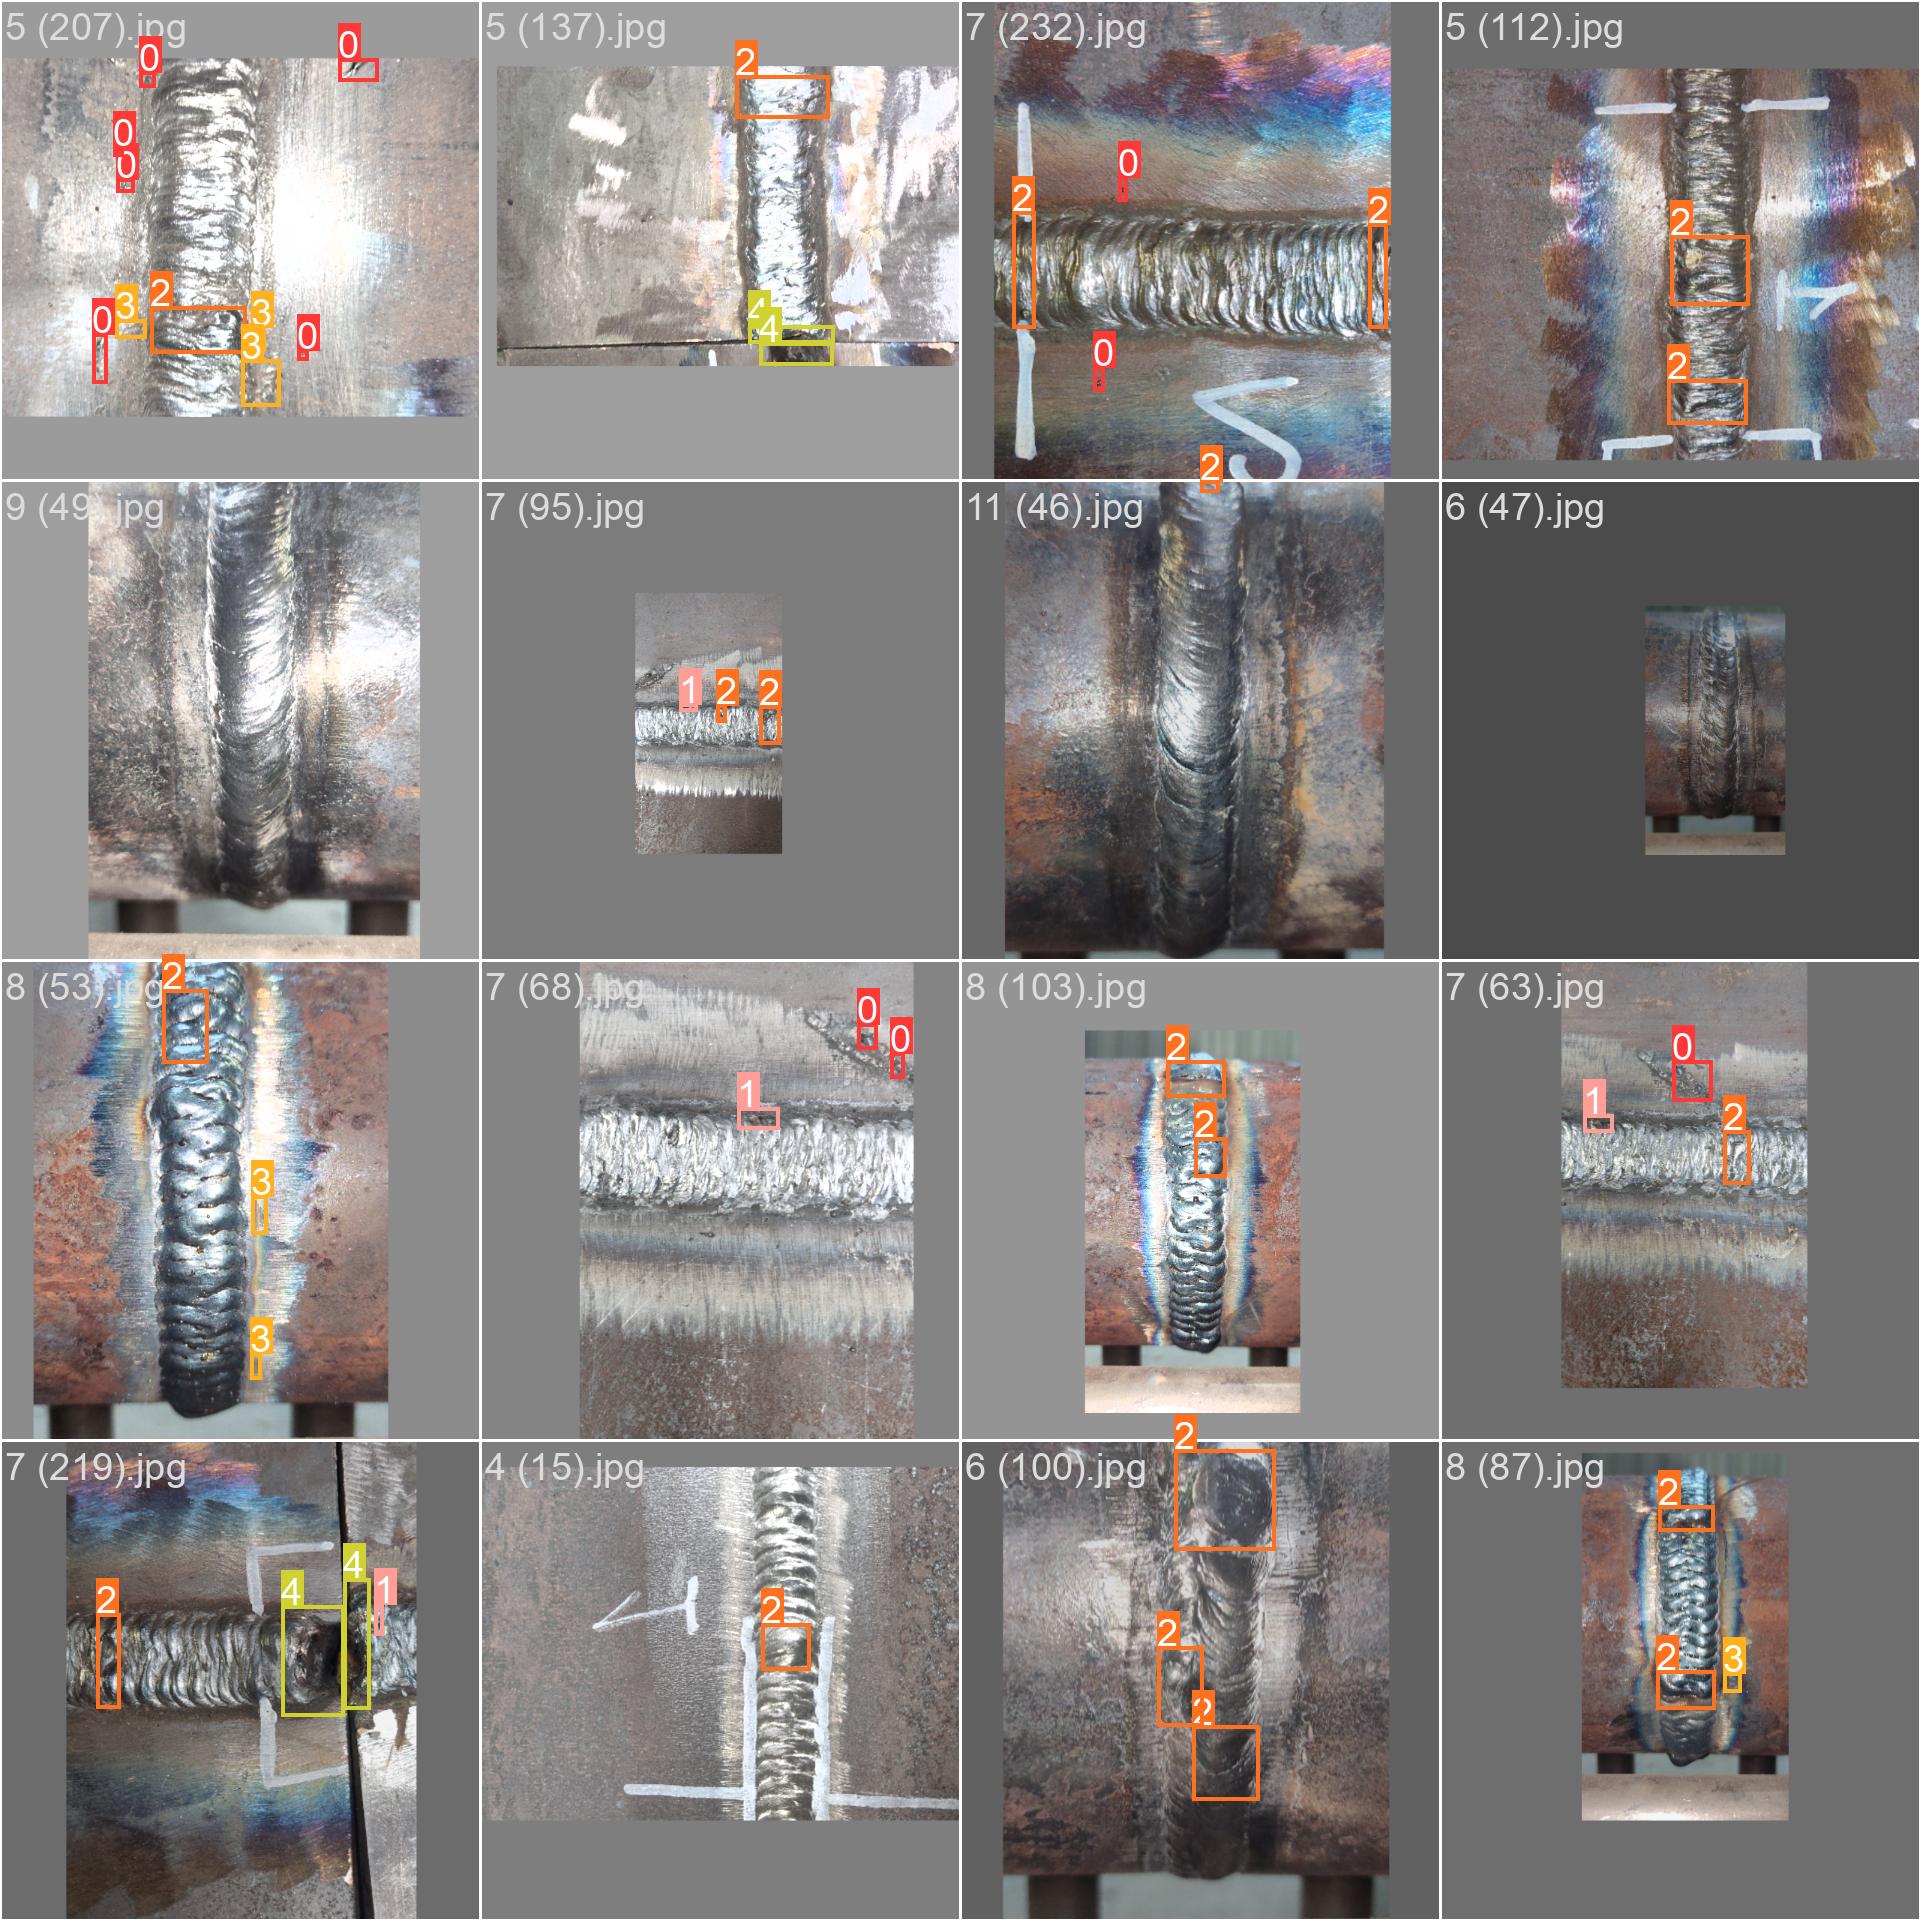 5 (207).jpg
5 (137).jpg
7 (232).jpg
5 (112).jpg
0
0
0
0
3
2
3
3
0
0
2
4
4
0
2
2
0
2
2
2
9 (49).jpg
7 (95).jpg
11 (46).jpg
6 (47).jpg
1
2
2
2
8 (53).jpg
7 (68).jpg
8 (103).jpg
7 (63).jpg
2
3
3
0
0
1
2
2
0
1
2
7 (219).jpg
4 (15).jpg
6 (100).jpg
8 (87).jpg
2
4
4
1
2
2
2
2
2
2
3